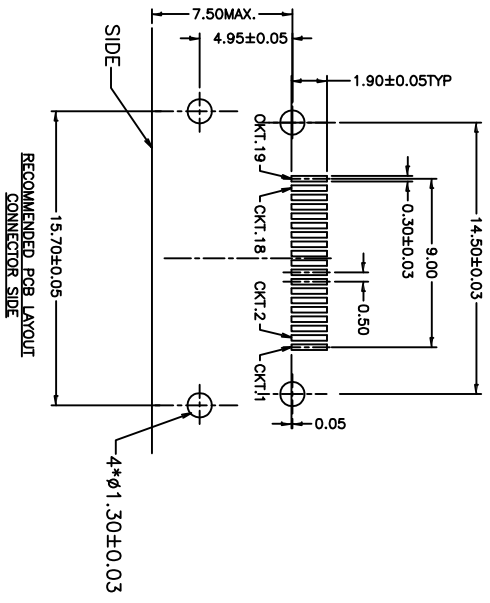 7.50MAX.
4.95±0.05
1.90±0.05TYP
SIDE
CKT.19
CKT.18
CKT.2
CKT.1
0.30±0.03
9.00
14.50±0.03
0.50
0.05
15.70±0.05
4*ø1.30±0.03
RECOMMENDED PCB LAYOUT
CONNECTOR SIDE